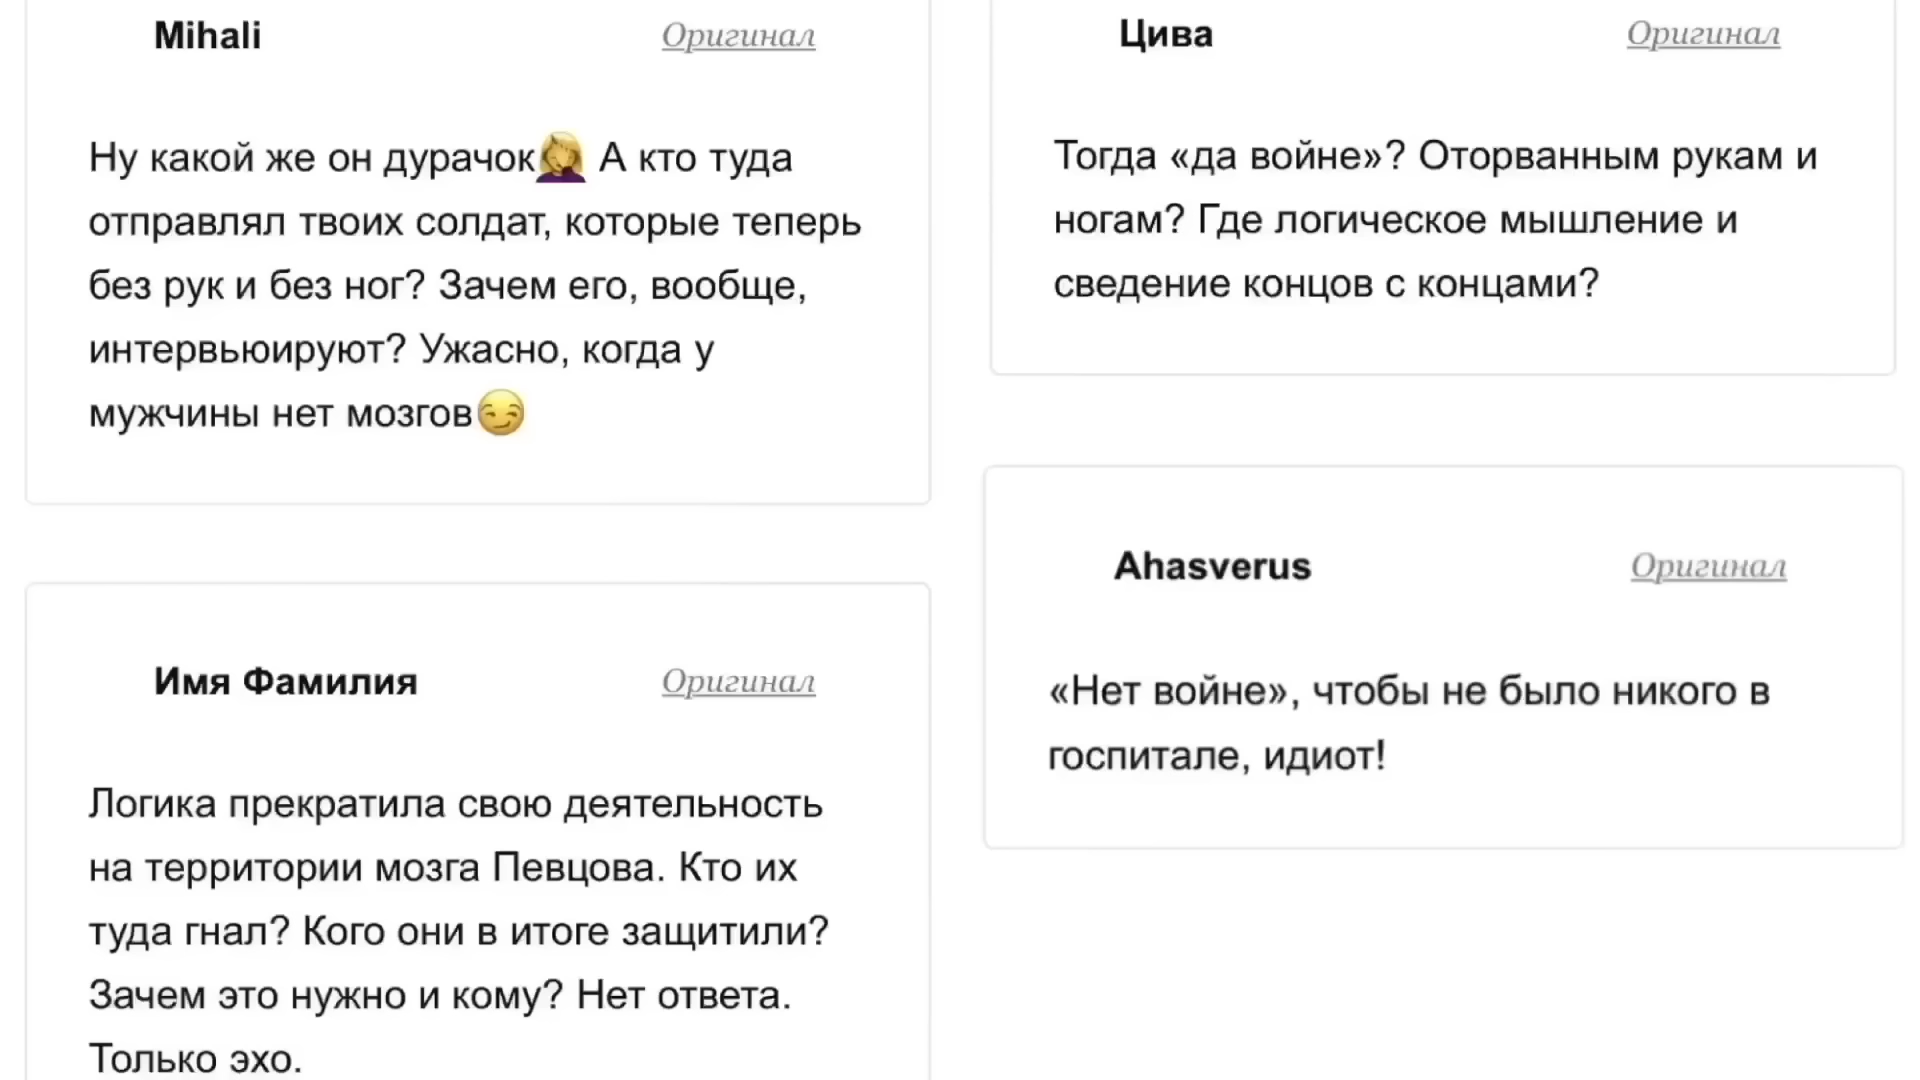 Mihali
Оригинал
Ну какой же он дурачок🤦‍♀️ А кто туда
отправлял твоих солдат, которые теперь
без рук и без ног? Зачем его, вообще,
интервьюируют? Ужасно, когда у
мужчины нет мозгов😏
Имя Фамилия
Оригинал
Логика прекратила свою деятельность
на территории мозга Певцова. Кто их
туда гнал? Кого они в итоге защитили?
Зачем это нужно и кому? Нет ответа.
Только эхо.
Цива
Оригинал
Тогда «да войне»? Оторванным рукам и
ногам? Где логическое мышление и
сведение концов с концами?
Ahasverus
Оригинал
«Нет войне», чтобы не было никого в
госпитале, идиот!